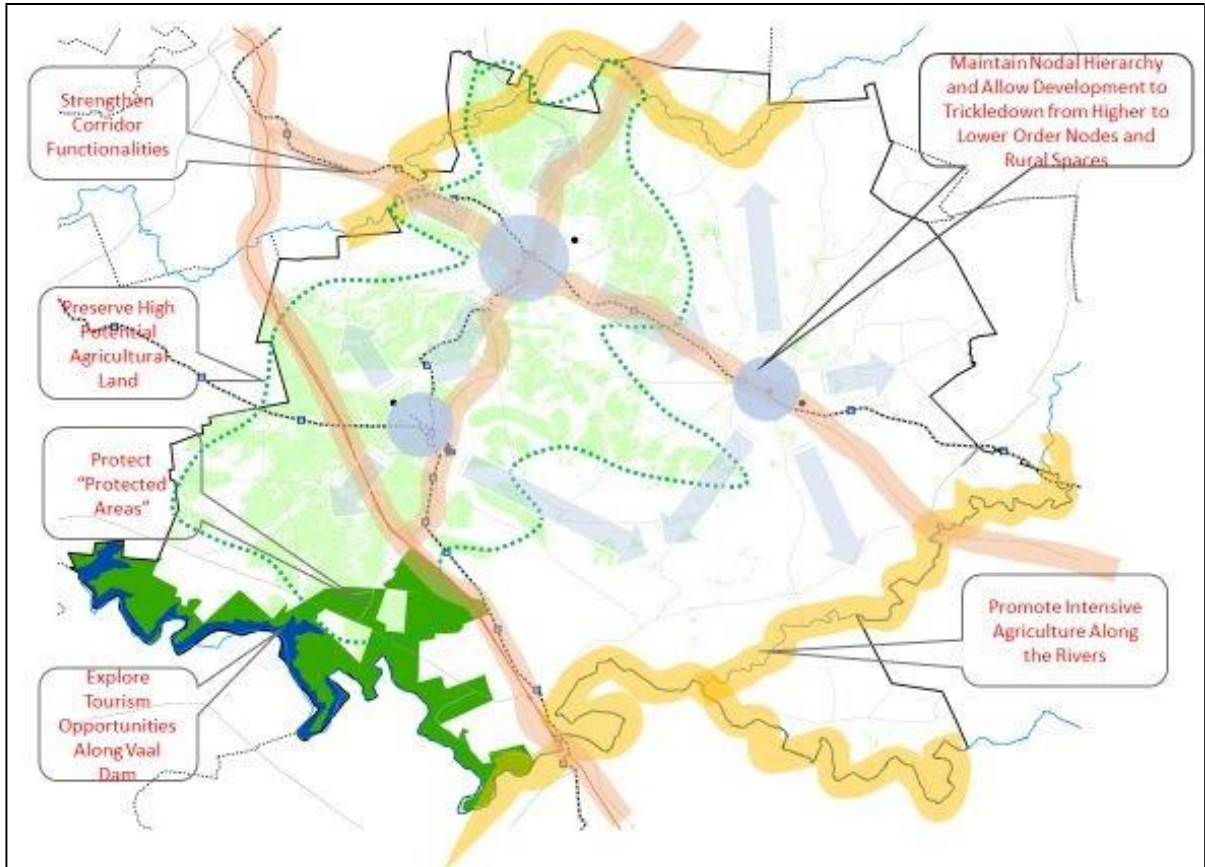 Strengthen
Corridor
Functionalities
Maintain Nodal Hierarchy
and Allow Development to
Trickledown from Higher to
Lower Order Nodes and
Rural Spaces
Preserve High
Potential
Agricultural
Land
Protect
"Protected
Areas"
Explore
Tourism
Opportunities
Along Vaal
Dam
Promote Intensive
Agriculture Along
the Rivers